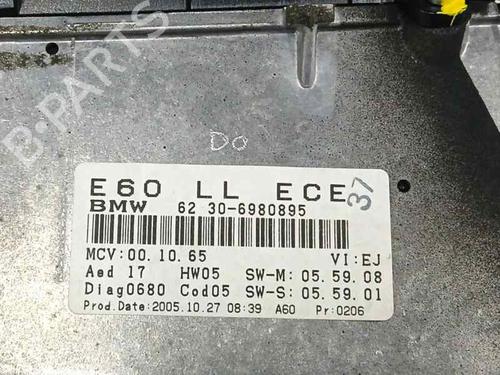 B-PARTS
Do
E60 LL ECE 37
BMW 62 30-6980895
MCV:00.10.65 VI:EJ
Aed 17 HW05 SW-M: 05.59.08
Diag0680 Cod05 SW-S: 05.59.01
Prod.Date:2005.10.27 08:39 A60 Pr:0206